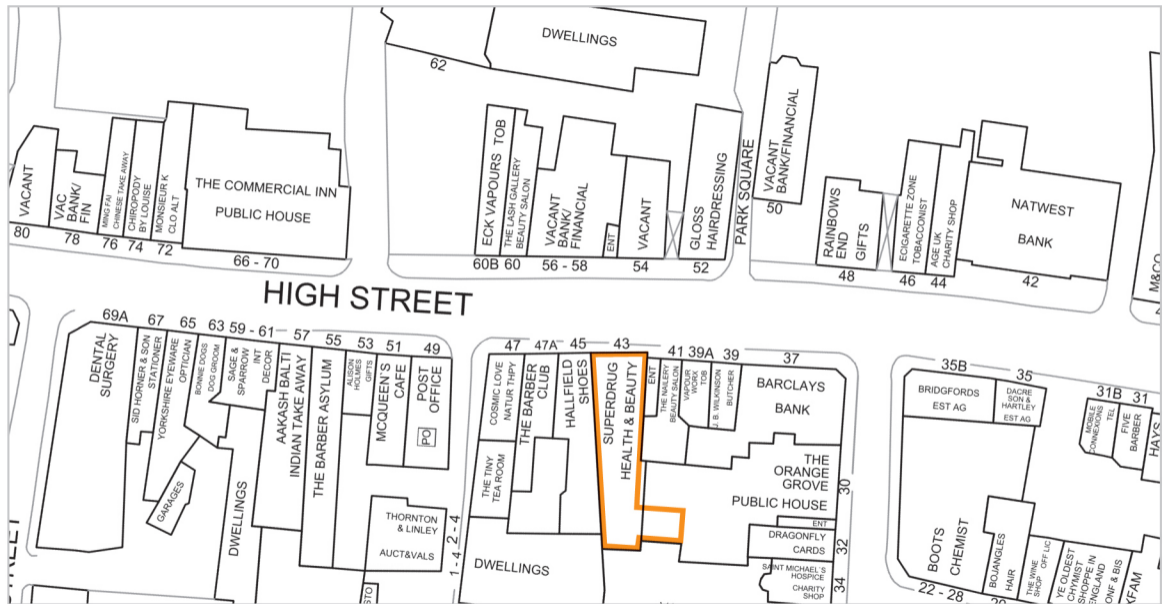 DWELLINGS
62
VACANT
80
VAC
BANK/
FIN
78
MING FAI
CHINESE TAKE AWAY
76
CHIROPODY
BY LOUISE
74
MONSIEUR K
CLO ALT
72
THE COMMERCIAL INN
PUBLIC HOUSE
66 - 70
ECK VAPOURS TOB
60B
THE LASH GALLERY
BEAUTY SALON
60
VACANT
BANK/
FINANCIAL
56 - 58
ENT
VACANT
54
GLOSS
HAIRDRESSING
52
PARK SQUARE
VACANT
BANK/FINANCIAL
50
RAINBOWS
END
GIFTS
48
ECIGARETTE ZONE
TOBACCONIST
46
AGE UK
CHARITY SHOP
44
NATWEST
BANK
42
M&CO
HIGH STREET
69A
DENTAL
SURGERY
67
SID HORNER & SON
STATIONER
65
YORKSHIRE EYEWARE
OPTICIAN
63
BONNIE DOGS
DOG GROOM
59 - 61
SAGE &
SPARROW
INT
DECOR
57
AAKASH BALTI
INDIAN TAKE AWAY
55
THE BARBER ASYLUM
53
ALISON
HOLMES
GIFTS
51
MCQUEEN'S
CAFE
49
POST
OFFICE
PO
GARAGES
DWELLINGS
THORNTON
& LINLEY
AUCT&VALS
2 - 4
1 - 4
STO
STREET
47
COSMIC LOVE
NATUR THPY
47A
THE BARBER
CLUB
45
HALLFIELD
SHOES
43
SUPERDRUG
HEALTH & BEAUTY
ENT
41
THE NAILERY
BEAUTY SALON
39A
VAPOUR
WORX
TOB
39
J. B. WILKINSON
BUTCHER
37
BARCLAYS
BANK
THE TINY
TEA ROOM
DWELLINGS
THE
ORANGE
GROVE
PUBLIC HOUSE
30
ENT
DRAGONFLY
CARDS
32
SAINT MICHAEL'S
HOSPICE
CHARITY
SHOP
34
35B
BRIDGFORDS
EST AG
35
DACRE
SON &
HARTLEY
EST AG
31B
MOBILE
CONNEXIONS
TEL
31
FIVE
BARBER
HAYS
BOOTS
CHEMIST
22 - 28
BOJANGLES
HAIR
THE WINE
SHOP
OFF LIC
YE OLDEST
CHYMIST
SHOPPE IN
ENGLAND
CONF & BIS